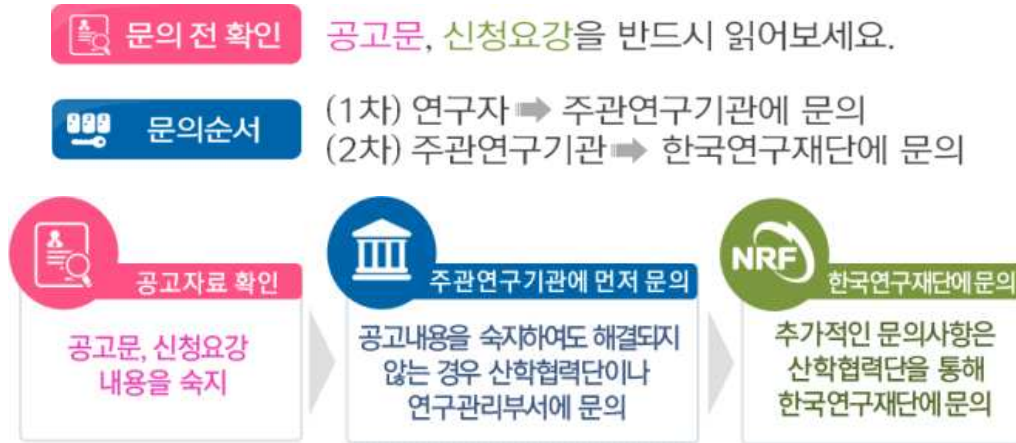 문의 전 확인 공고문, 신청요강을 반드시 읽어보세요.
문의순서
(1차) 연구자 ➡ 주관연구기관에 문의
(2차) 주관연구기관 ➡ 한국연구재단에 문의
공고자료 확인
공고문, 신청요강
내용을 숙지
주관연구기관에 먼저 문의
공고내용을 숙지하여도 해결되지
않는 경우 산학협력단이나
연구관리부서에 문의
NRF
한국연구재단에 문의
추가적인 문의사항은
산학협력단을 통해
한국연구재단에 문의